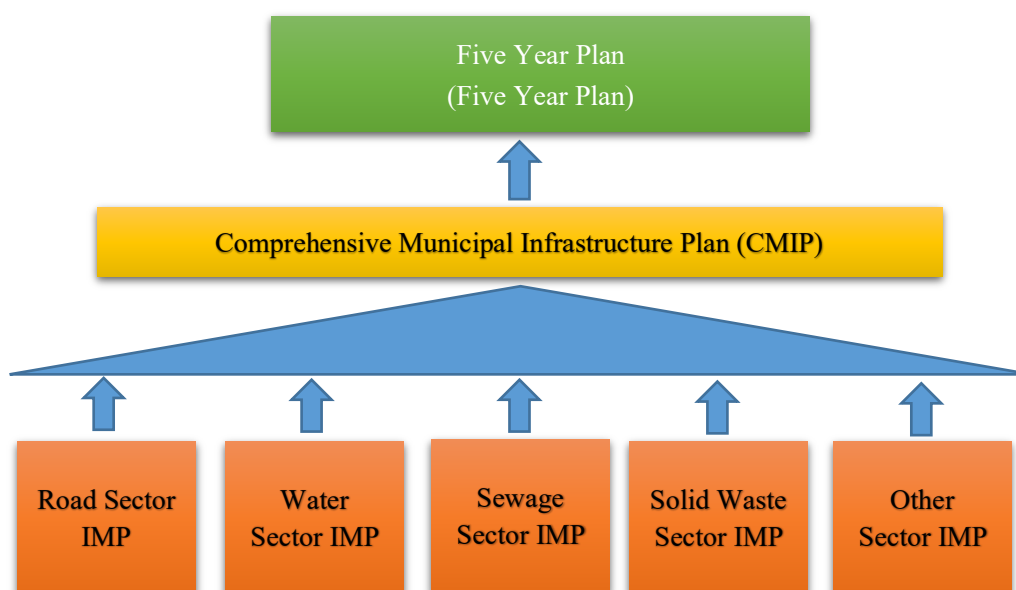 Five Year Plan
(Five Year Plan)
Comprehensive Municipal Infrastructure Plan (CMIP)
Road Sector
IMP
Water
Sector IMP
Sewage
Sector IMP
Solid Waste
Sector IMP
Other
Sector IMP